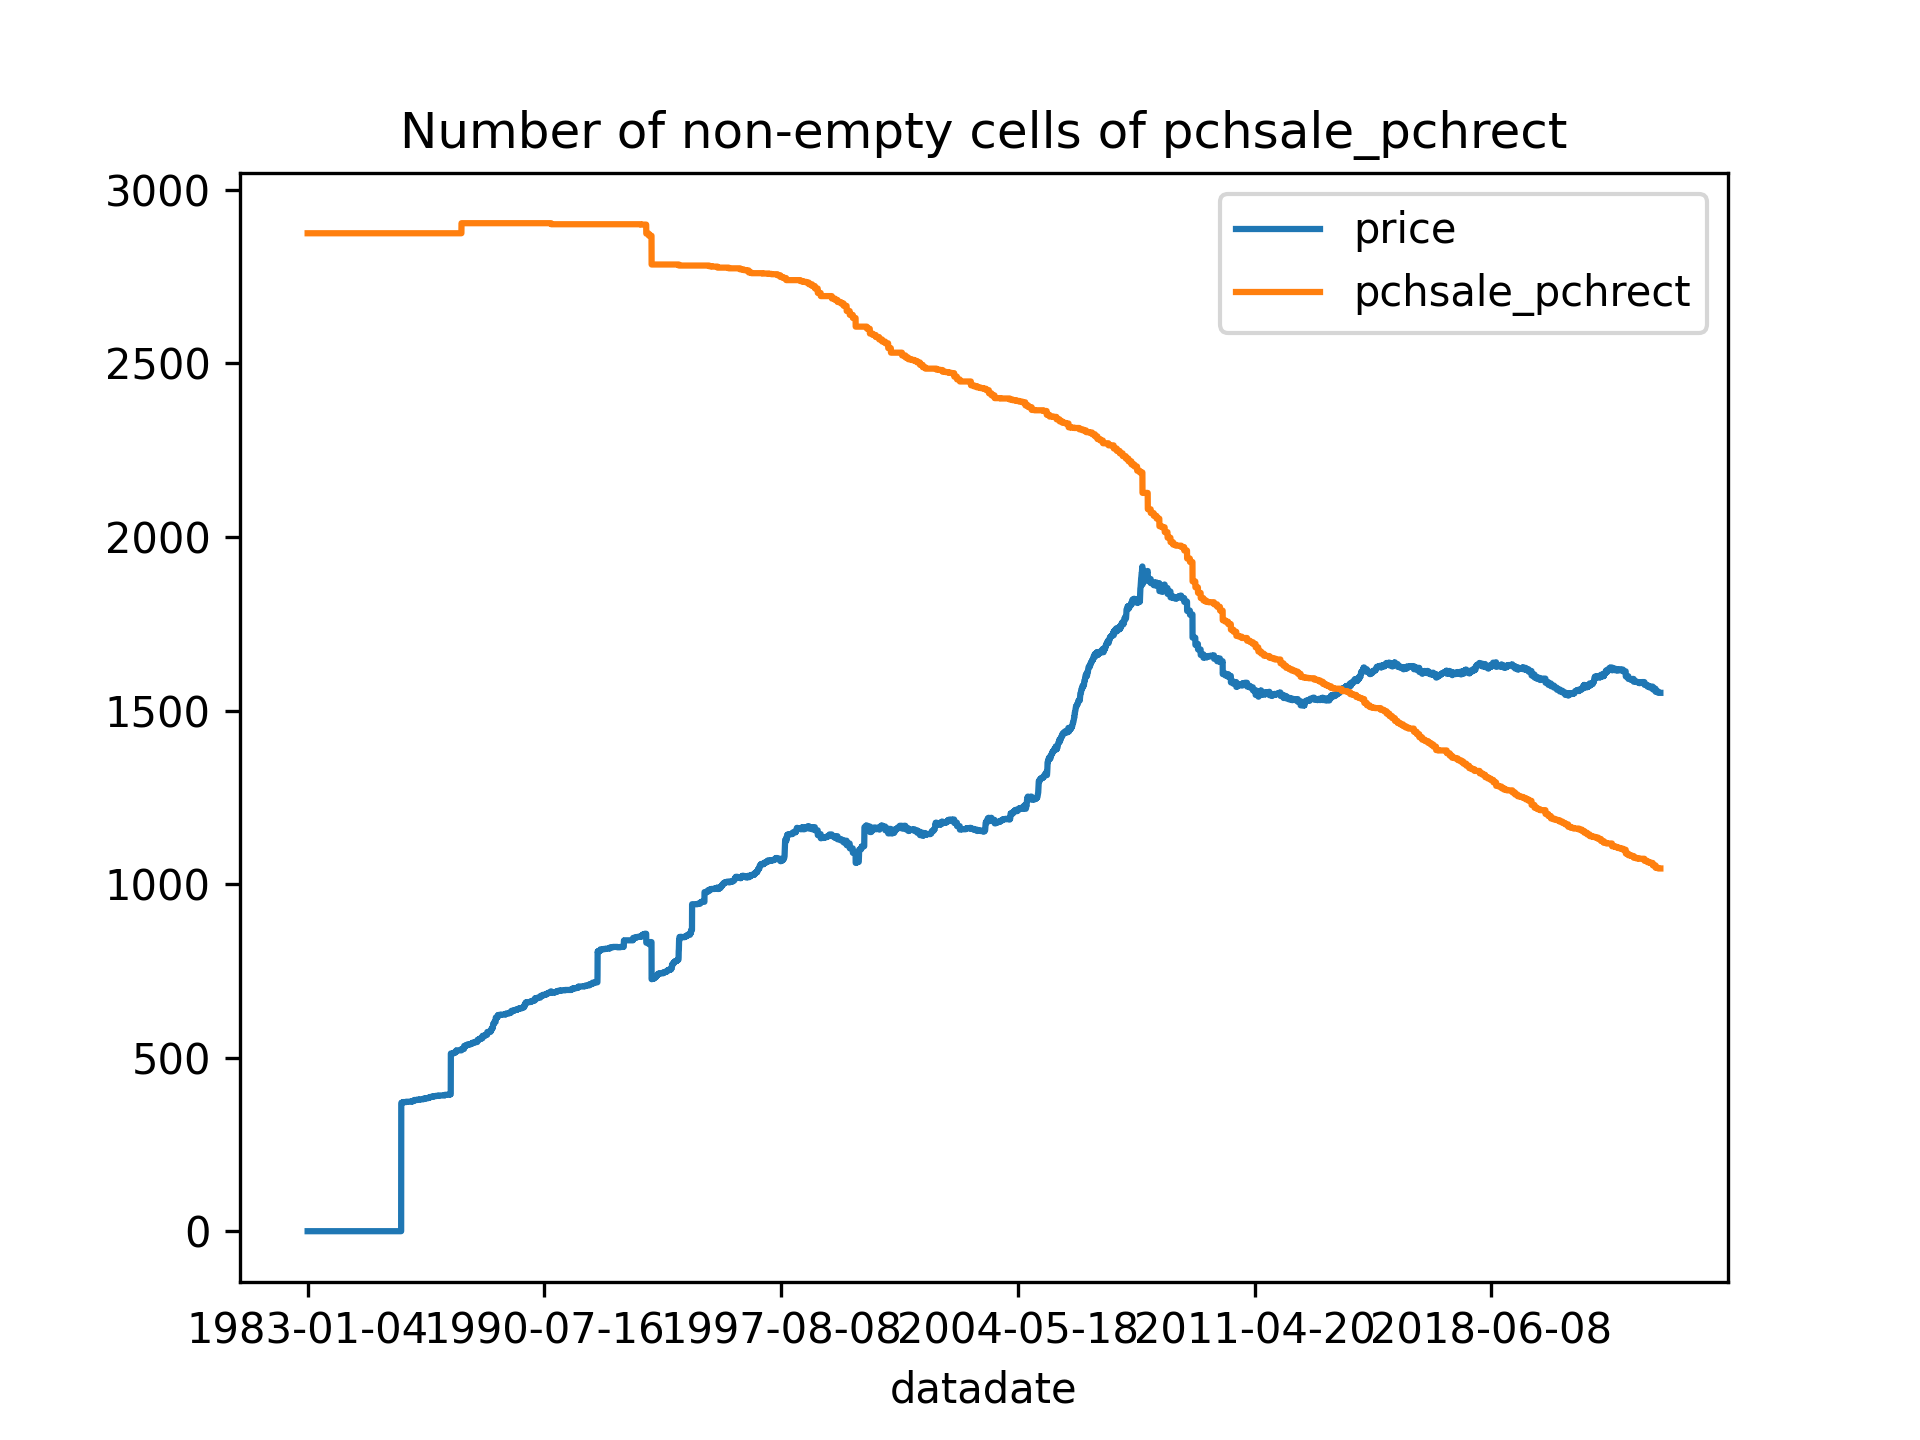 Number of non-empty cells of pchsale_pchrect
price
pchsale_pchrect
3000
2500
2000
1500
1000
500
0
1983-01-04 1990-07-16 1997-08-08 2004-05-18 2011-04-20 2018-06-08
datadate